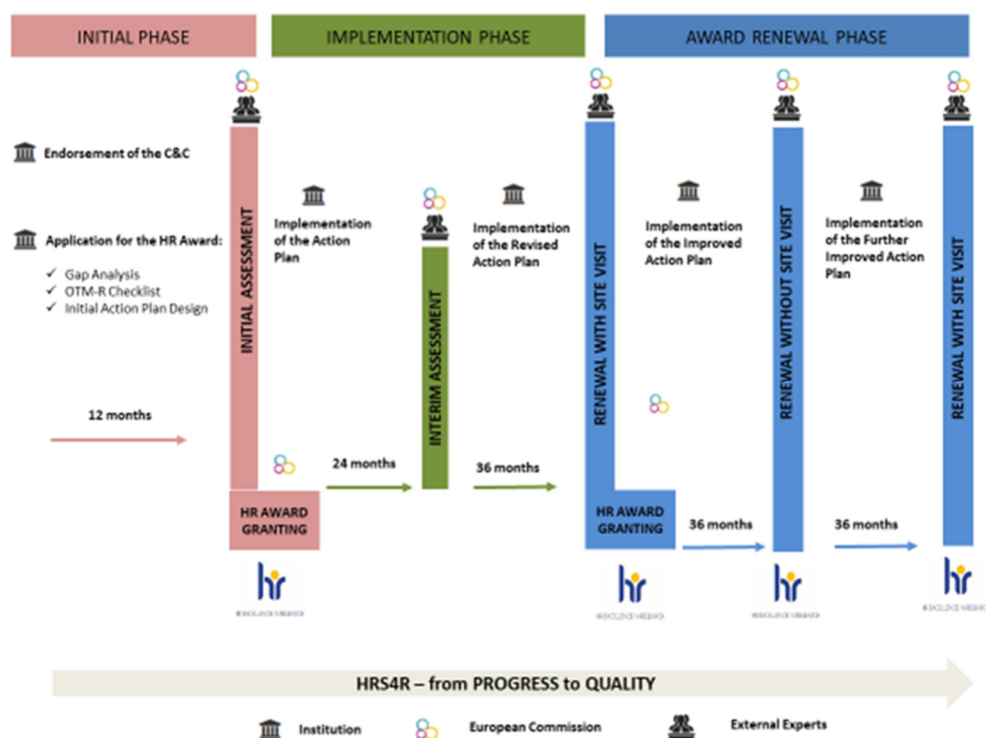 INITIAL PHASE
IMPLEMENTATION PHASE
AWARD RENEWAL PHASE
Endorsement of the C&C
Application for the HR Award:
✓ Gap Analysis
✓ OTM-R Checklist
✓ Initial Action Plan Design
12 months
INITIAL ASSESSMENT
HR AWARD
GRANTING
hr
Implementation
of the Action
Plan
24 months
INTERIM ASSESSMENT
Implementation
of the Revised
Action Plan
36 months
RENEWAL WITH SITE VISIT
HR AWARD
GRANTING
hr
Implementation
of the Improved
Action Plan
36 months
RENEWAL WITHOUT SITE VISIT
hr
Implementation
of the Further
Improved Action
Plan
36 months
RENEWAL WITH SITE VISIT
hr
HRS4R – from PROGRESS to QUALITY
Institution
European Commission
External Experts